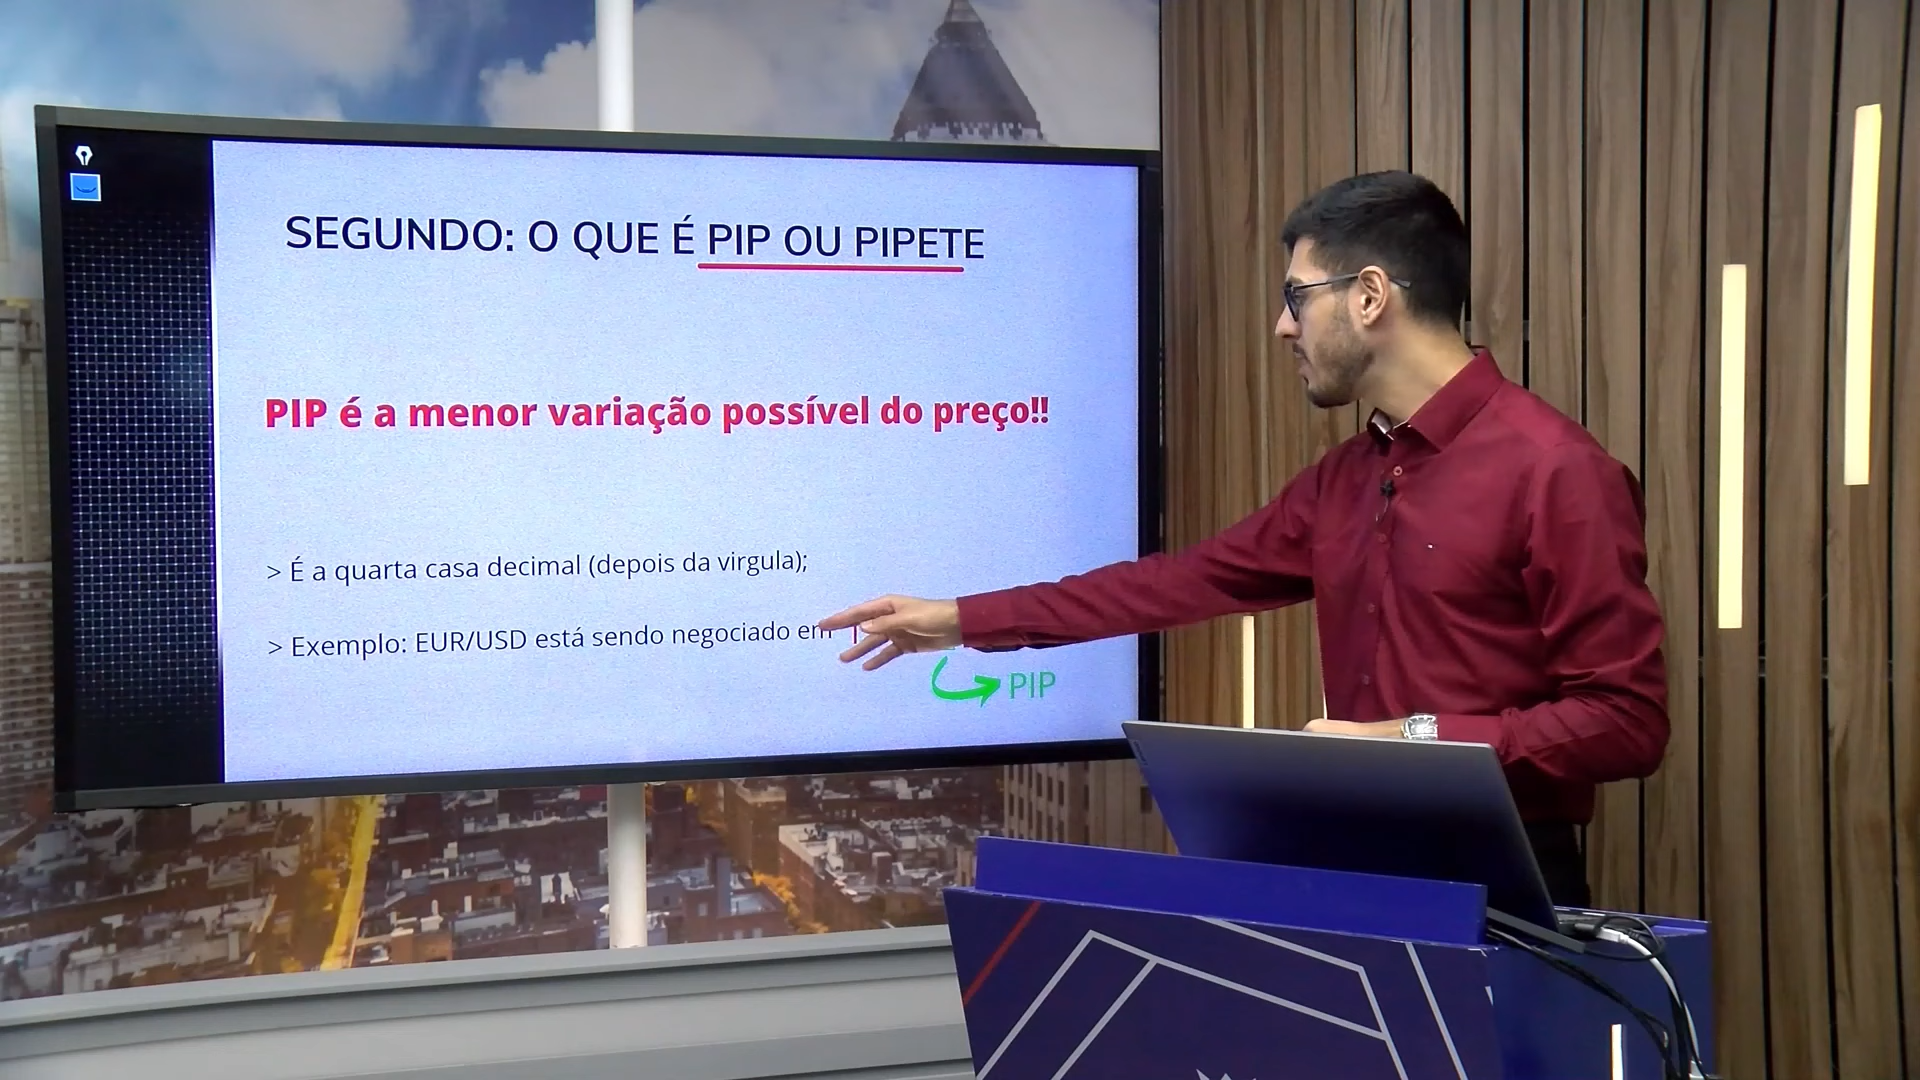 SEGUNDO: O QUE É PIP OU PIPETE
PIP é a menor variação possível do preço!!
> É a quarta casa decimal (depois da virgula);
> Exemplo: EUR/USD está sendo negociado em
PIP